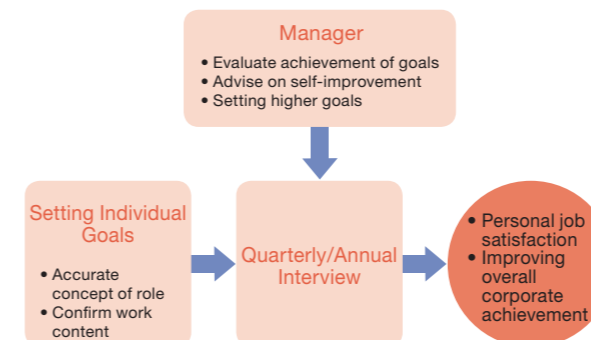 Manager
• Evaluate achievement of goals
• Advise on self-improvement
• Setting higher goals
Setting Individual
Goals
• Accurate
concept of role
• Confirm work
content
Quarterly/Annual
Interview
• Personal job
satisfaction
• Improving
overall
corporate
achievement